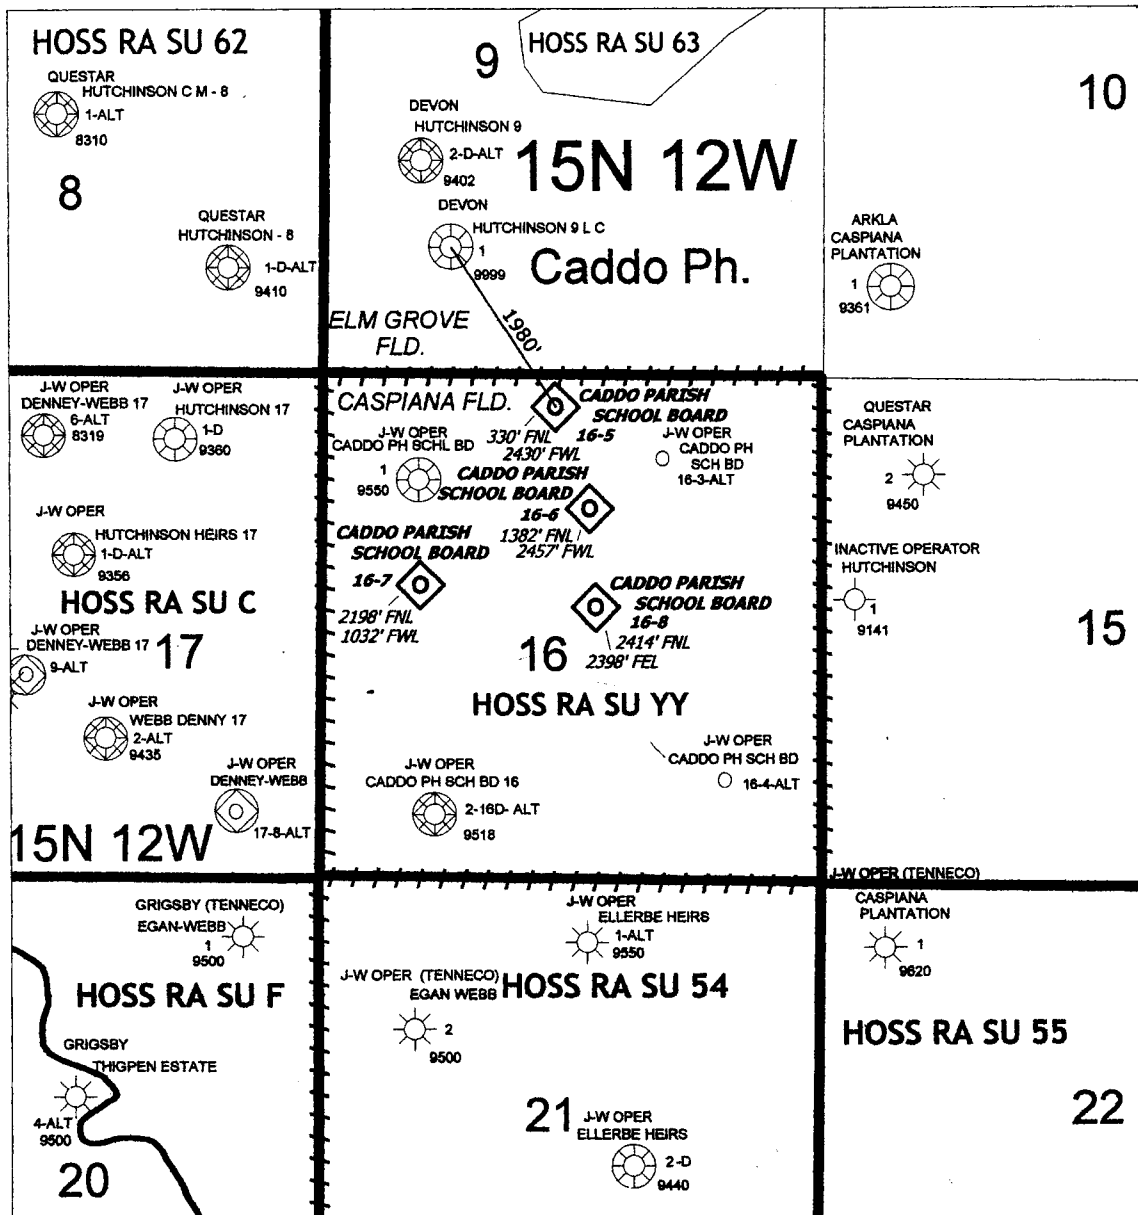 HOSS RA SU 62
QUESTAR
HUTCHINSON C M - 8
1-ALT
8310
8
QUESTAR
HUTCHINSON - 8
1-D-ALT
9410
9
HOSS RA SU 63
DEVON
HUTCHINSON 9
2-D-ALT
9402
15N 12W
DEVON
HUTCHINSON 9 L C
1
9999
Caddo Ph.
1980'
ELM GROVE
FLD.
10
ARKLA
CASPIANA
PLANTATION
1
9361
J-W OPER
DENNEY-WEBB 17
6-ALT
8319
J-W OPER
HUTCHINSON 17
1-D
9360
J-W OPER
HUTCHINSON HEIRS 17
1-D-ALT
9356
HOSS RA SU C
J-W OPER
DENNEY-WEBB 17
9-ALT
17
J-W OPER
WEBB DENNY 17
2-ALT
9435
J-W OPER
DENNEY-WEBB
17-8-ALT
15N 12W
CASPIANA FLD.
CADDO PARISH
SCHOOL BOARD
16-5
330' FNL
2430' FWL
J-W OPER
CADDO PH SCHL BD
1
9550
J-W OPER
CADDO PH
SCH BD
16-3-ALT
CADDO PARISH
SCHOOL BOARD
16-6
1382' FNL
2457' FWL
CADDO PARISH
SCHOOL BOARD
16-7
2198' FNL
1032' FWL
CADDO PARISH
SCHOOL BOARD
16-8
2414' FNL
2398' FEL
16
HOSS RA SU YY
J-W OPER
CADDO PH SCH BD
16-4-ALT
J-W OPER
CADDO PH SCH BD 16
2-16D- ALT
9518
QUESTAR
CASPIANA
PLANTATION
2
9450
INACTIVE OPERATOR
HUTCHINSON
1
9141
15
GRIGSBY (TENNECO)
EGAN-WEBB
1
9500
HOSS RA SU F
GRIGSBY
THIGPEN ESTATE
4-ALT
9500
20
J-W OPER
ELLERBE HEIRS
1-ALT
9550
J-W OPER (TENNECO)
EGAN WEBB
2
9500
HOSS RA SU 54
21
J-W OPER
ELLERBE HEIRS
2-D
9440
J-W OPER (TENNECO)
CASPIANA
PLANTATION
1
9620
HOSS RA SU 55
22